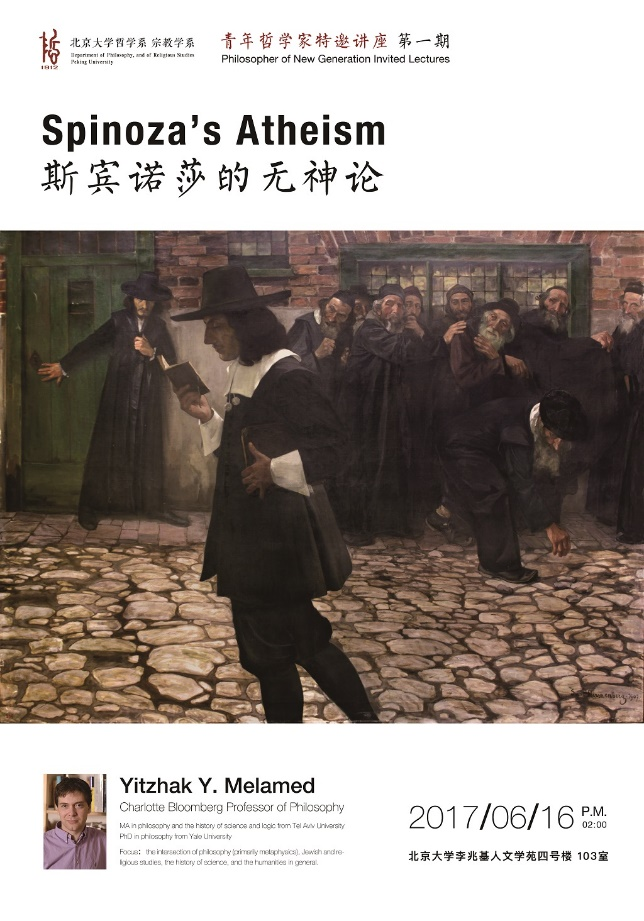 北京大学哲学系 宗教学系
Department of Philosophy, and of Religious Studies
Peking University
1912
青年哲学家特邀讲座 第一期
Philosopher of New Generation Invited Lectures
Spinoza's Atheism
斯宾诺莎的无神论
Yitzhak Y. Melamed
Charlotte Bloomberg Professor of Philosophy
MA in philosophy and the history of science and logic from Tel Aviv University
PhD in philosophy from Yale University
Focus: the intersection of philosophy (primarily metaphysics), Jewish and re-
ligious studies, the history of science, and the humanities in general.
2017/06/16 P.M.
02:00
北京大学李兆基人文学苑四号楼 103室